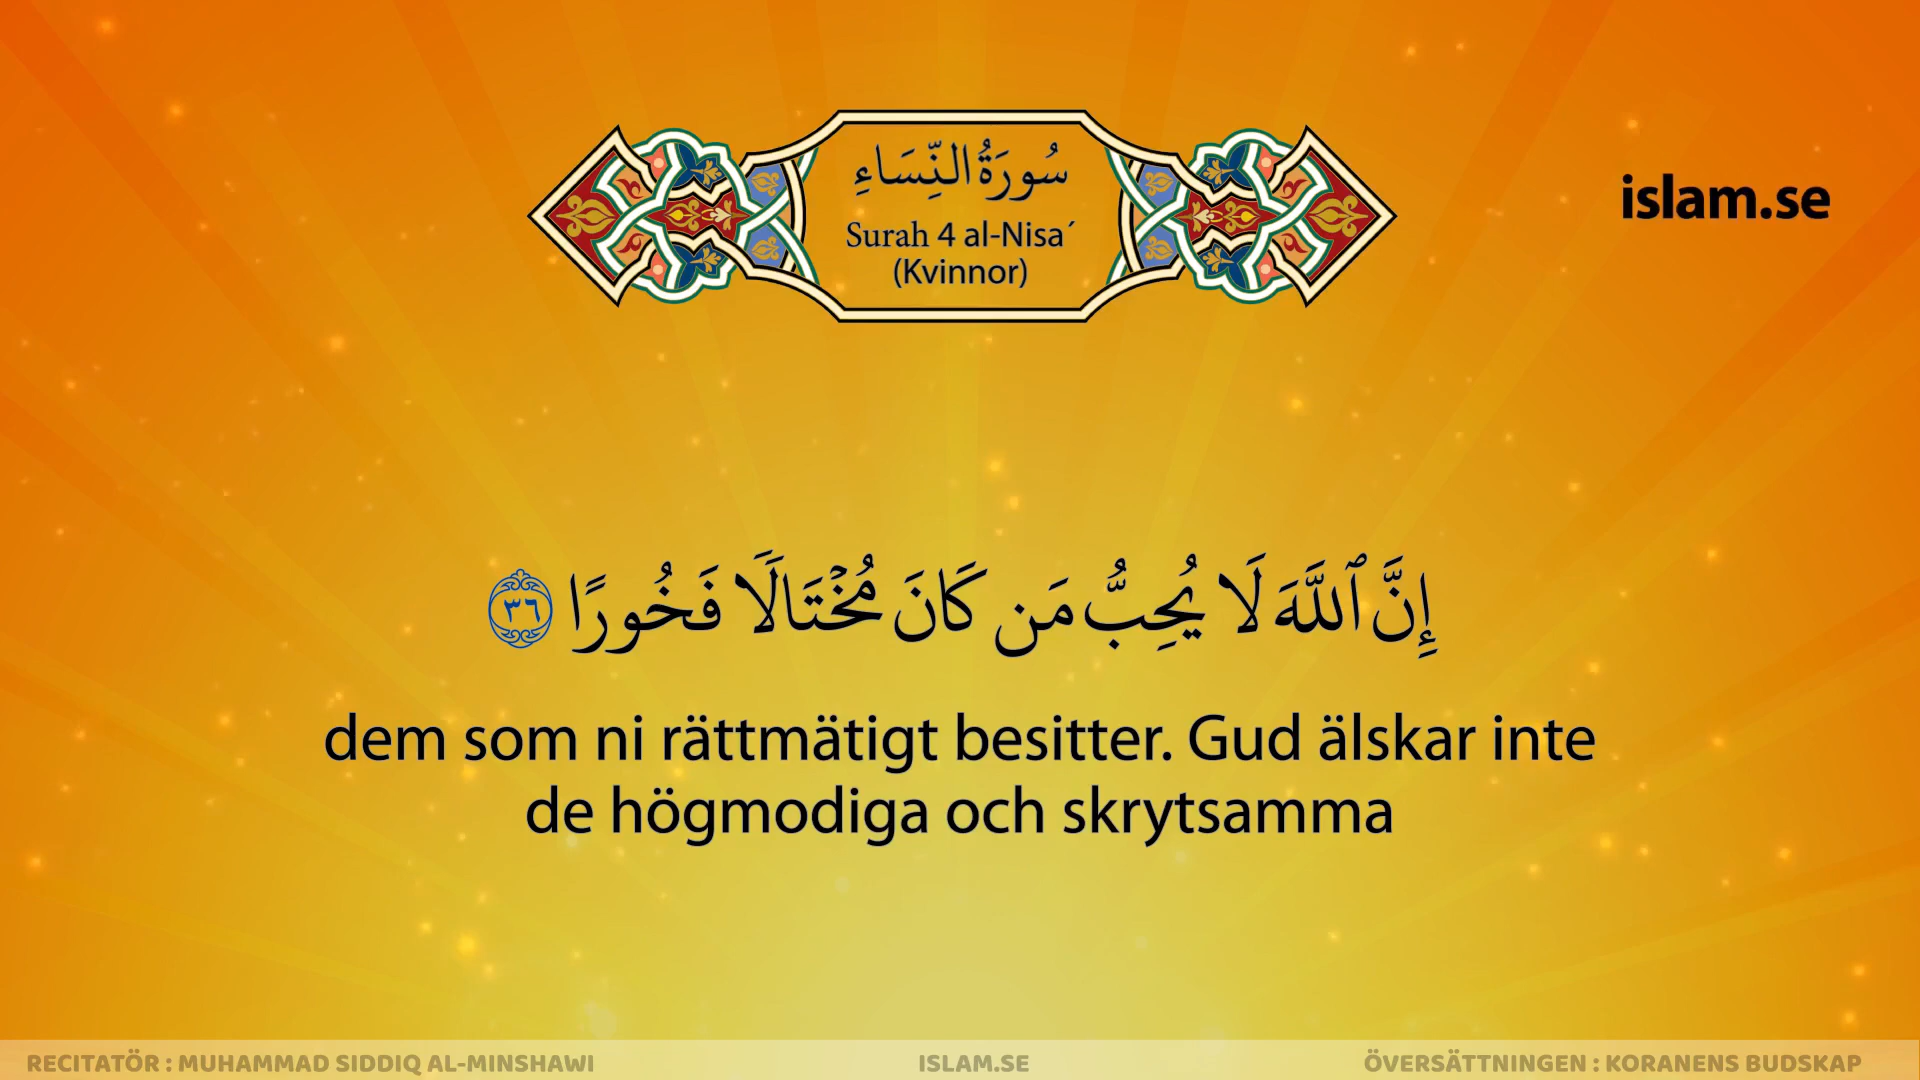 سُورَةُ النِّسَاءِ
Surah 4 al-Nisa´
(Kvinnor)
islam.se
إِنَّ ٱللَّهَ لَا يُحِبُّ مَن كَانَ مُخْتَالًا فَخُورًا ٣٦
dem som ni rättmätigt besitter. Gud älskar inte
de högmodiga och skrytsamma
RECITATÖR : MUHAMMAD SIDDIQ AL-MINSHAWI
ISLAM.SE
ÖVERSÄTTNINGEN : KORANENS BUDSKAP